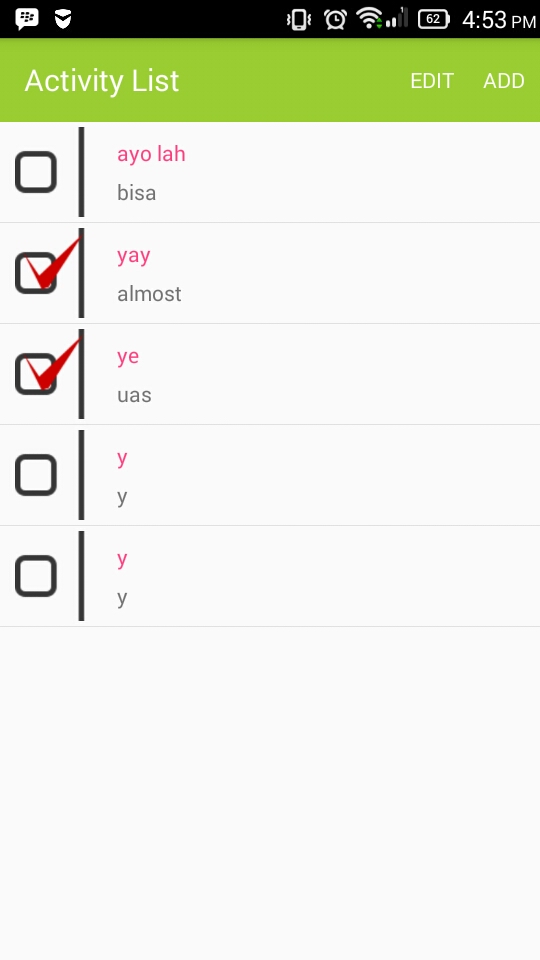 62 4:53 PM
Activity List EDIT ADD
ayo lah
bisa
yay
almost
ye
uas
y
y
y
y